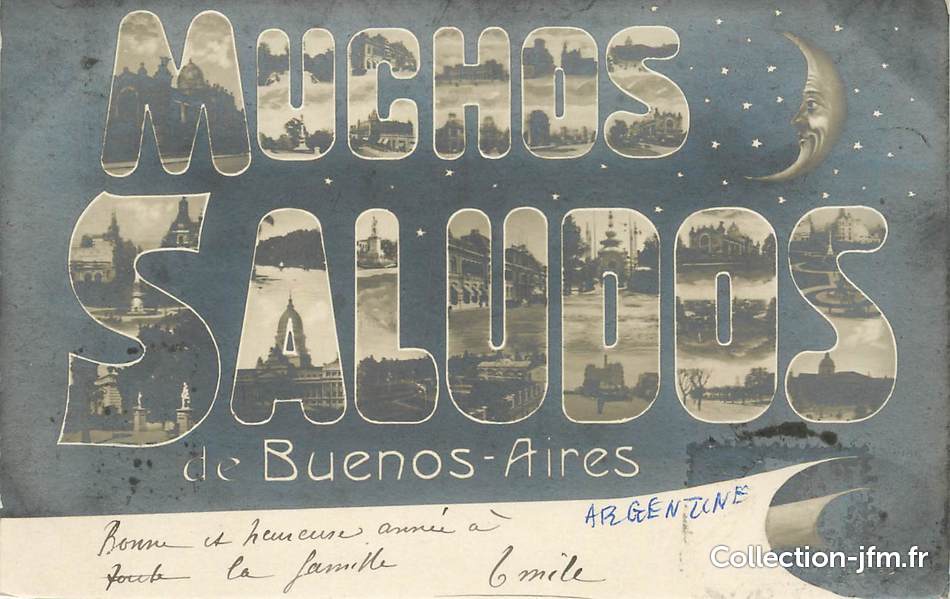 MUCHOS
SALUDOS
de Buenos-Aires
ARGENTINE
Bonne et heureuse année à
toute la famille Emile
Collection-jfm.fr